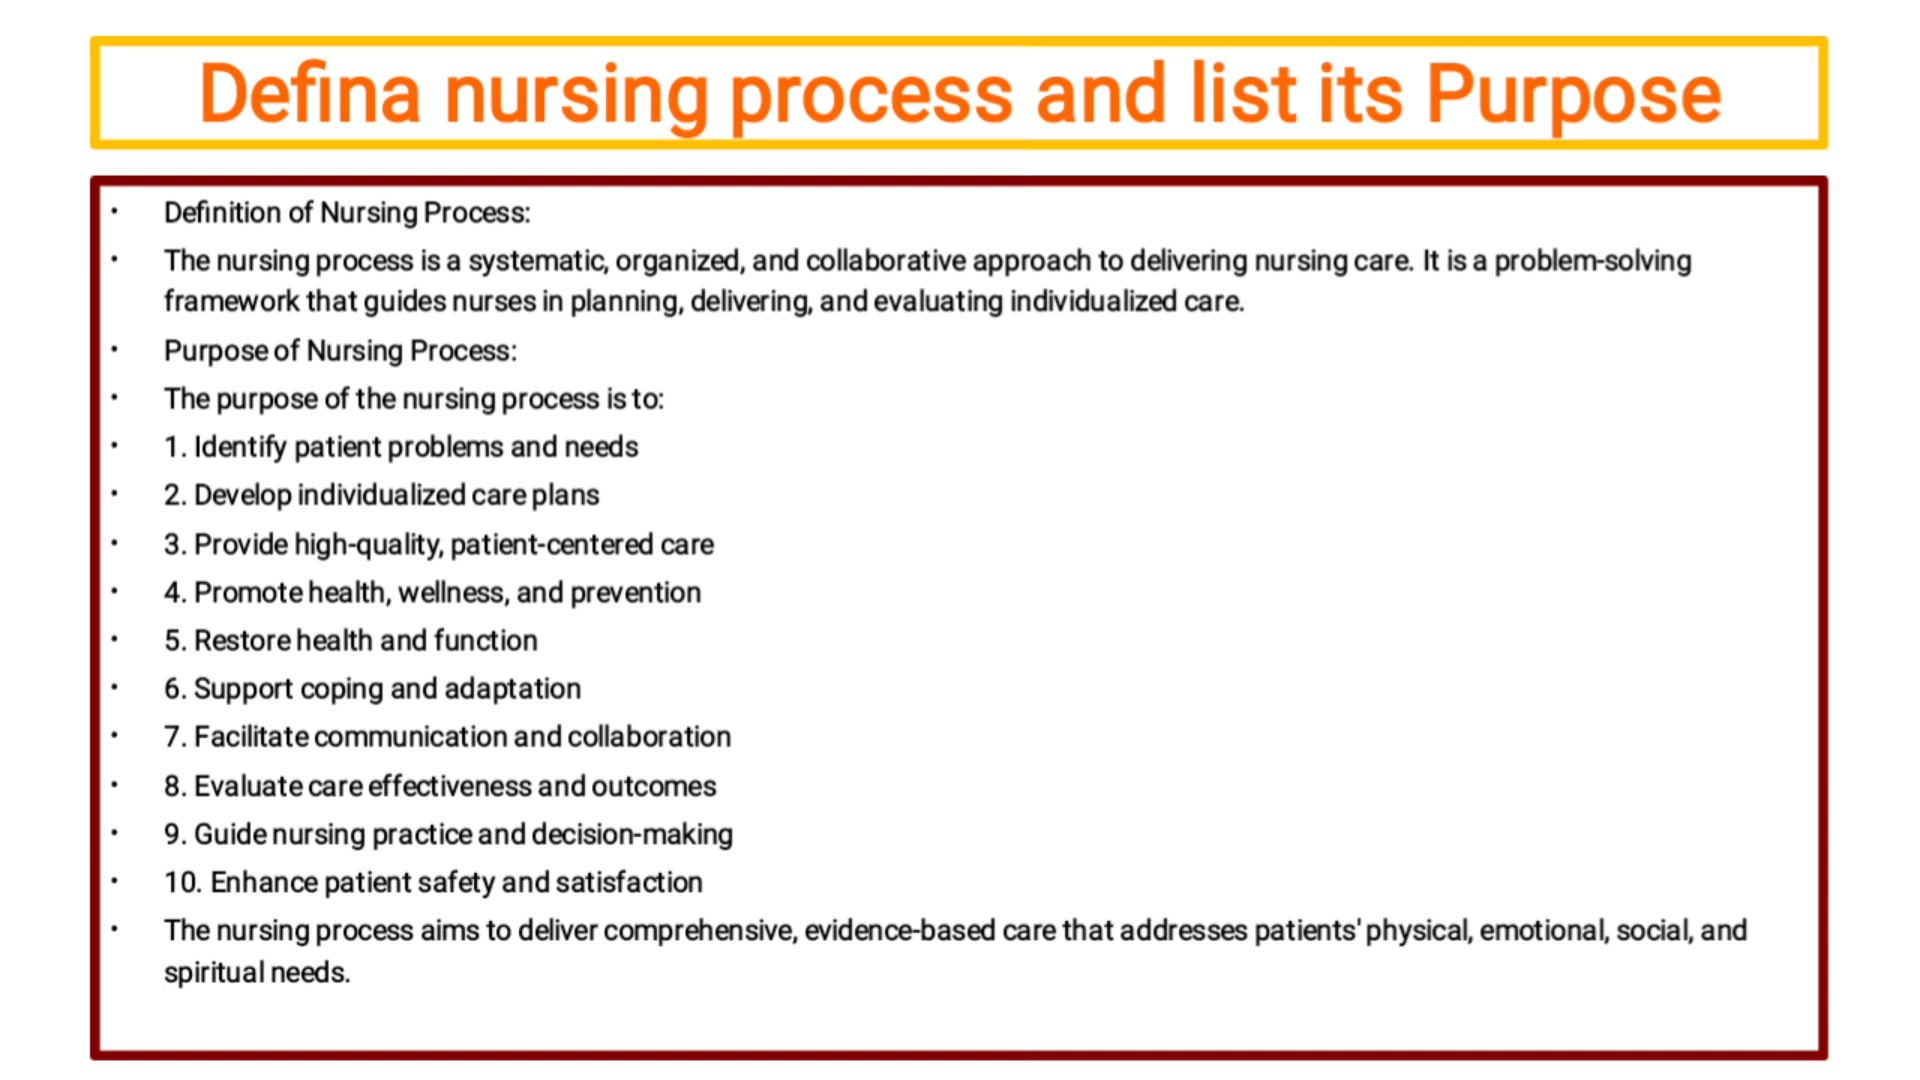 Defina nursing process and list its Purpose
• Definition of Nursing Process:
• The nursing process is a systematic, organized, and collaborative approach to delivering nursing care. It is a problem-solving
framework that guides nurses in planning, delivering, and evaluating individualized care.
• Purpose of Nursing Process:
• The purpose of the nursing process is to:
• 1. Identify patient problems and needs
• 2. Develop individualized care plans
• 3. Provide high-quality, patient-centered care
• 4. Promote health, wellness, and prevention
• 5. Restore health and function
• 6. Support coping and adaptation
• 7. Facilitate communication and collaboration
• 8. Evaluate care effectiveness and outcomes
• 9. Guide nursing practice and decision-making
• 10. Enhance patient safety and satisfaction
• The nursing process aims to deliver comprehensive, evidence-based care that addresses patients' physical, emotional, social, and
spiritual needs.